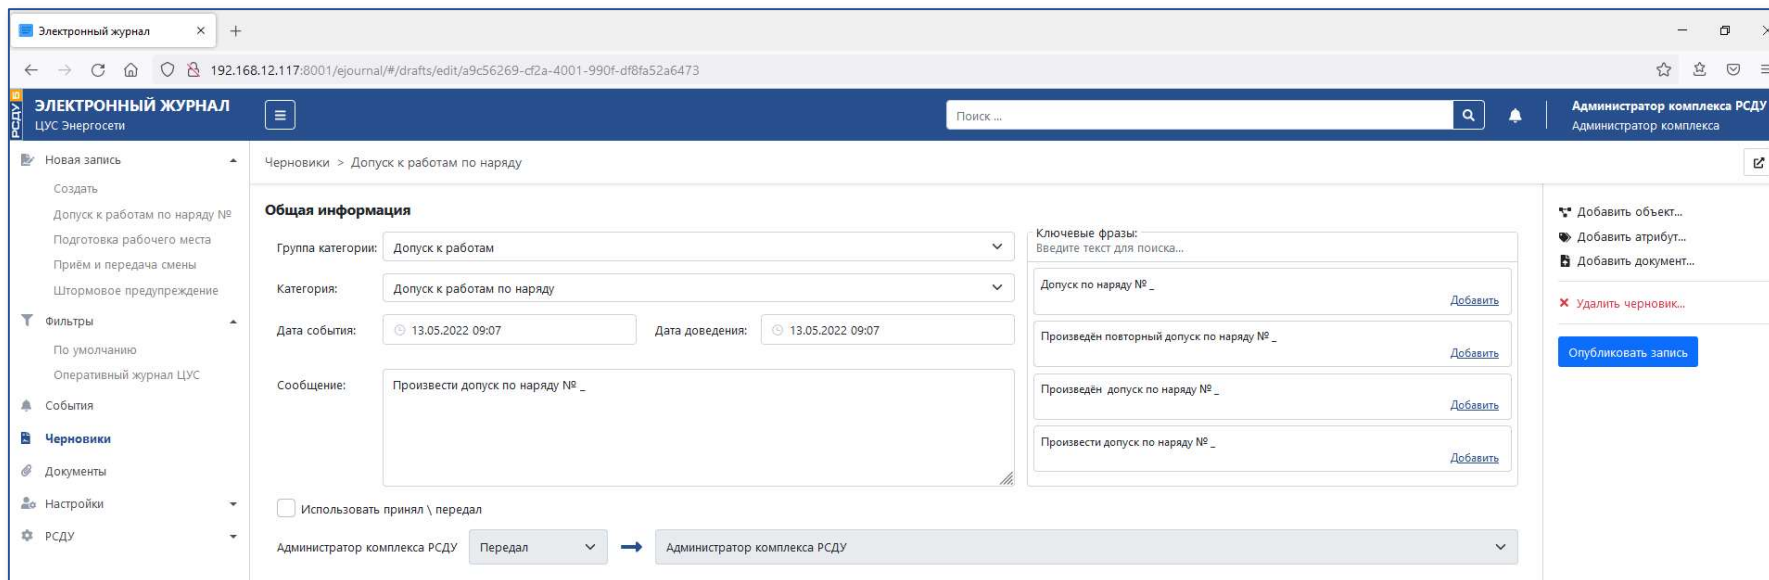 Электронный журнал
192.168.12.117:8001/ejournal/#/drafts/edit/a9c56269-cf2a-4001-990f-df8fa52a6473
РСДУ 5
ЭЛЕКТРОННЫЙ ЖУРНАЛ
ЦУС Энергосети
Поиск ...
Администратор комплекса РСДУ
Администратор комплекса
Новая запись
Создать
Допуск к работам по наряду №
Подготовка рабочего места
Приём и передача смены
Штормовое предупреждение
Фильтры
По умолчанию
Оперативный журнал ЦУС
События
Черновики
Документы
Настройки
РСДУ
Черновики > Допуск к работам по наряду
Общая информация
Группа категории: Допуск к работам
Категория: Допуск к работам по наряду
Дата события: 13.05.2022 09:07 Дата доведения: 13.05.2022 09:07
Сообщение: Произвести допуск по наряду № _
Использовать принял \ передал
Администратор комплекса РСДУ Передал Администратор комплекса РСДУ
Ключевые фразы:
Введите текст для поиска...
Допуск по наряду № _
Добавить
Произведён повторный допуск по наряду № _
Добавить
Произведён допуск по наряду № _
Добавить
Произвести допуск по наряду № _
Добавить
Добавить объект...
Добавить атрибут...
Добавить документ...
Удалить черновик...
Опубликовать запись